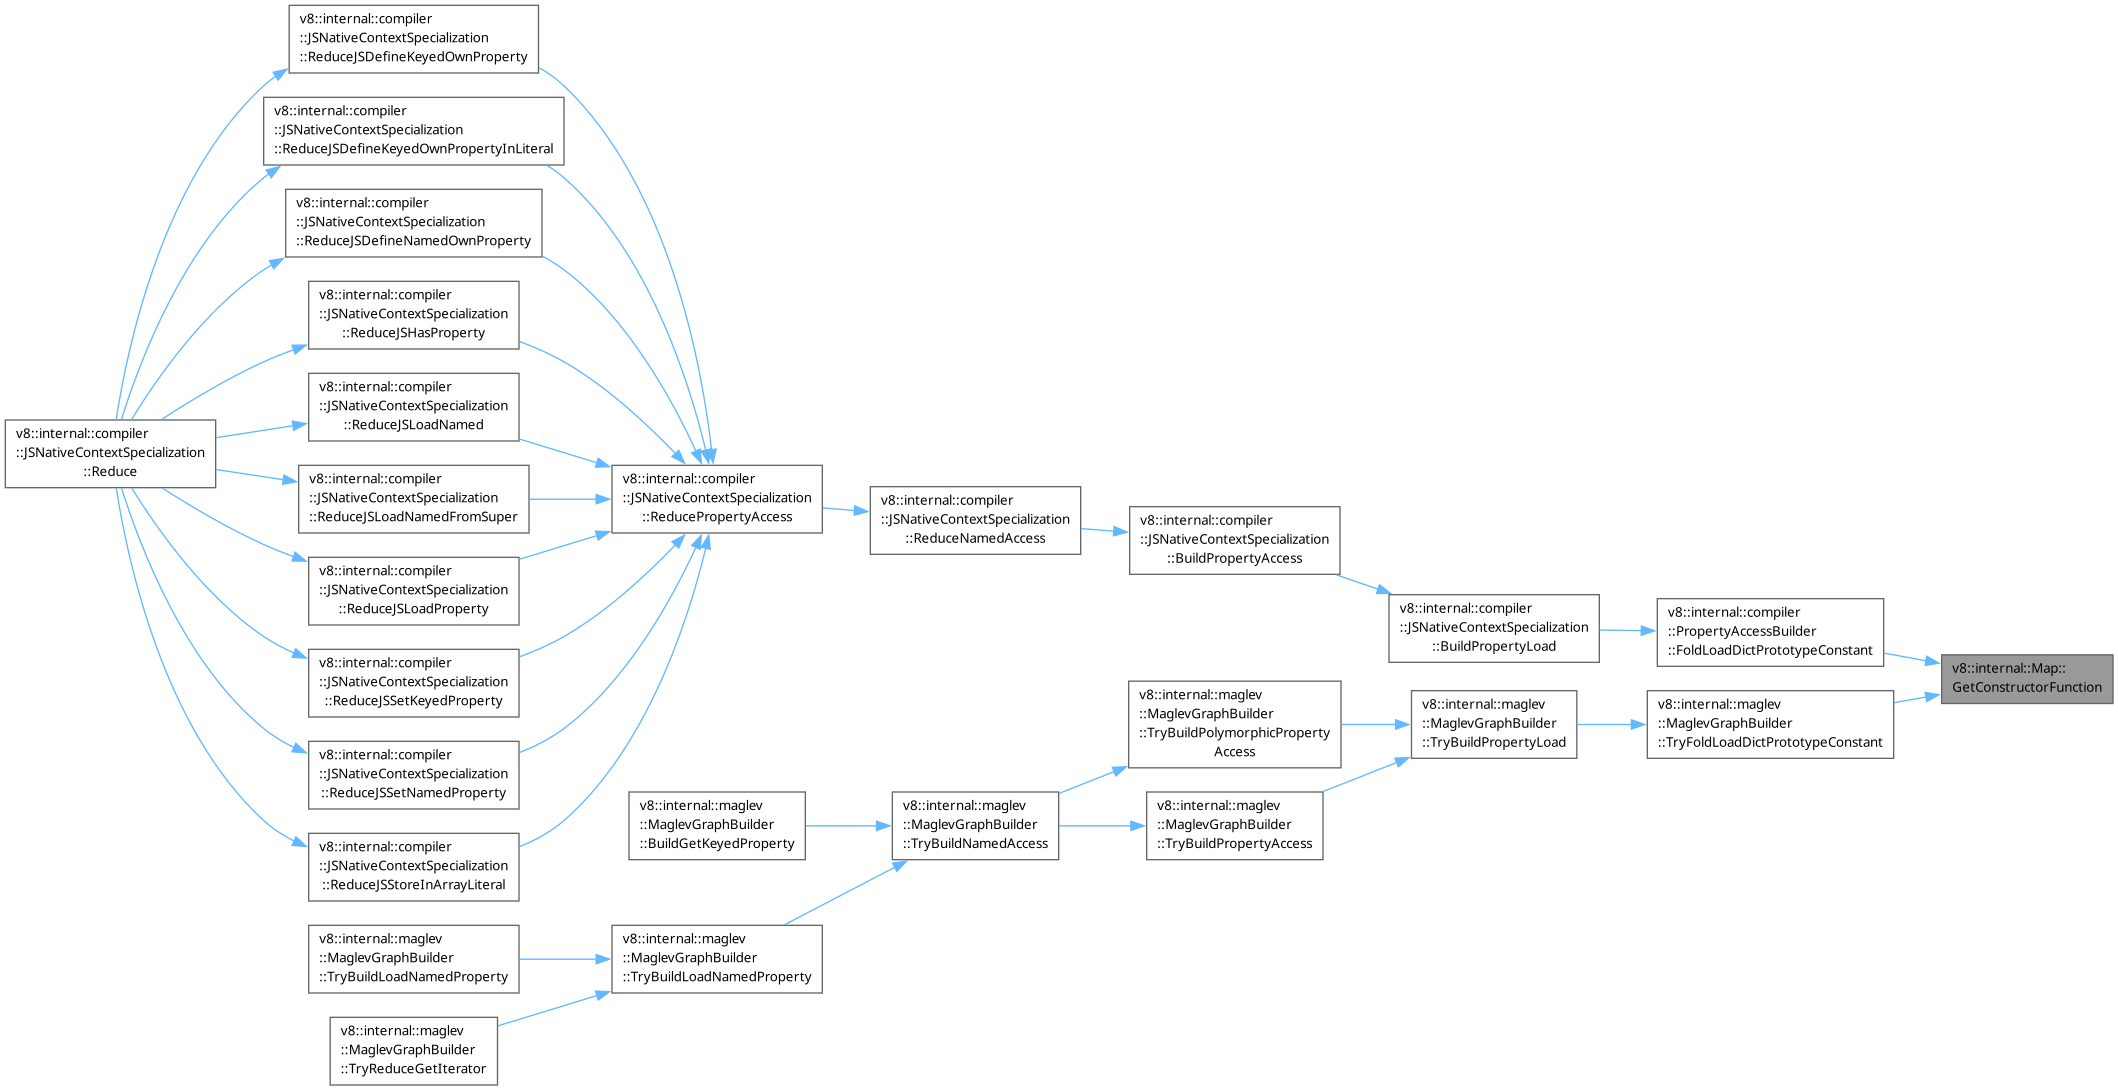 v8::internal::compiler
::JSNativeContextSpecialization
::ReduceJSDefineKeyedOwnProperty
v8::internal::compiler
::JSNativeContextSpecialization
::ReduceJSDefineKeyedOwnPropertyInLiteral
v8::internal::compiler
::JSNativeContextSpecialization
::ReduceJSDefineNamedOwnProperty
v8::internal::compiler
::JSNativeContextSpecialization
::ReduceJSHasProperty
v8::internal::compiler
::JSNativeContextSpecialization
::ReduceJSLoadNamed
v8::internal::compiler
::JSNativeContextSpecialization
::Reduce
v8::internal::compiler
::JSNativeContextSpecialization
::ReduceJSLoadNamedFromSuper
v8::internal::compiler
::JSNativeContextSpecialization
::ReducePropertyAccess
v8::internal::compiler
::JSNativeContextSpecialization
::ReduceNamedAccess
v8::internal::compiler
::JSNativeContextSpecialization
::BuildPropertyAccess
v8::internal::compiler
::JSNativeContextSpecialization
::ReduceJSLoadProperty
v8::internal::compiler
::JSNativeContextSpecialization
::BuildPropertyLoad
v8::internal::compiler
::PropertyAccessBuilder
::FoldLoadDictPrototypeConstant
v8::internal::Map::
GetConstructorFunction
v8::internal::compiler
::JSNativeContextSpecialization
::ReduceJSSetKeyedProperty
v8::internal::maglev
::MaglevGraphBuilder
::TryBuildPolymorphicProperty
Access
v8::internal::maglev
::MaglevGraphBuilder
::TryBuildPropertyLoad
v8::internal::maglev
::MaglevGraphBuilder
::TryFoldLoadDictPrototypeConstant
v8::internal::compiler
::JSNativeContextSpecialization
::ReduceJSSetNamedProperty
v8::internal::maglev
::MaglevGraphBuilder
::BuildGetKeyedProperty
v8::internal::maglev
::MaglevGraphBuilder
::TryBuildNamedAccess
v8::internal::maglev
::MaglevGraphBuilder
::TryBuildPropertyAccess
v8::internal::compiler
::JSNativeContextSpecialization
::ReduceJSStoreInArrayLiteral
v8::internal::maglev
::MaglevGraphBuilder
::TryBuildLoadNamedProperty
v8::internal::maglev
::MaglevGraphBuilder
::TryBuildLoadNamedProperty
v8::internal::maglev
::MaglevGraphBuilder
::TryReduceGetIterator